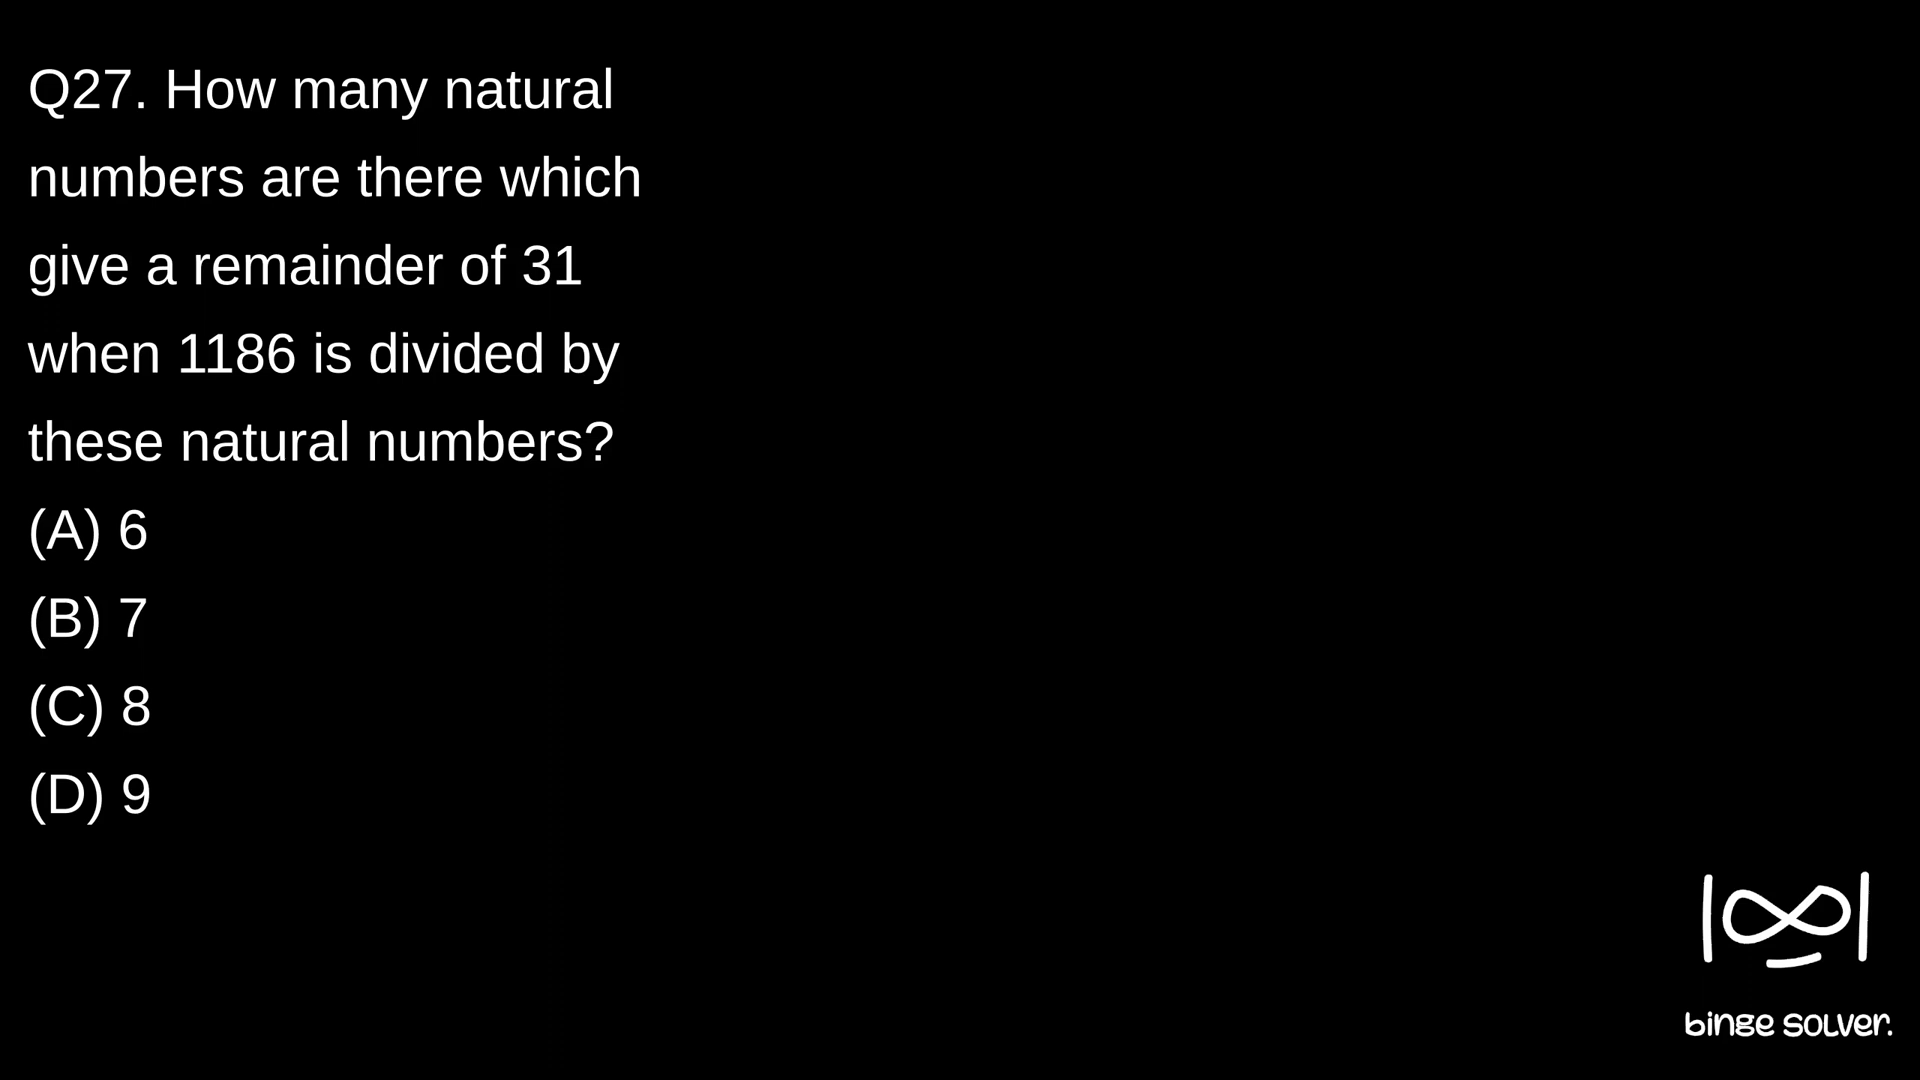 Q27. How many natural
numbers are there which
give a remainder of 31
when 1186 is divided by
these natural numbers?
(A) 6
(B) 7
(C) 8
(D) 9
binge solver.